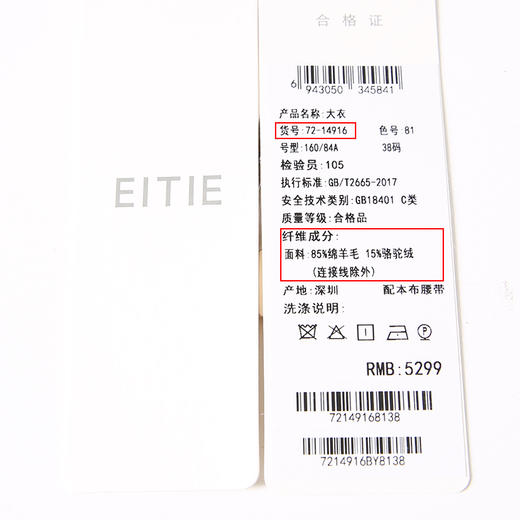 EITIE
合格证
6 943050 345841
产品名称:大衣
货号:72-14916 色号:81
号型:160/84A 38码
检验员:105
执行标准:GB/T2665-2017
安全技术类别:GB18401 C类
质量等级:合格品
纤维成分:
面料:85%绵羊毛 15%骆驼绒
(连接线除外)
产地:深圳 配本布腰带
洗涤说明:
P
RMB:5299
72149168138
7214916BY8138